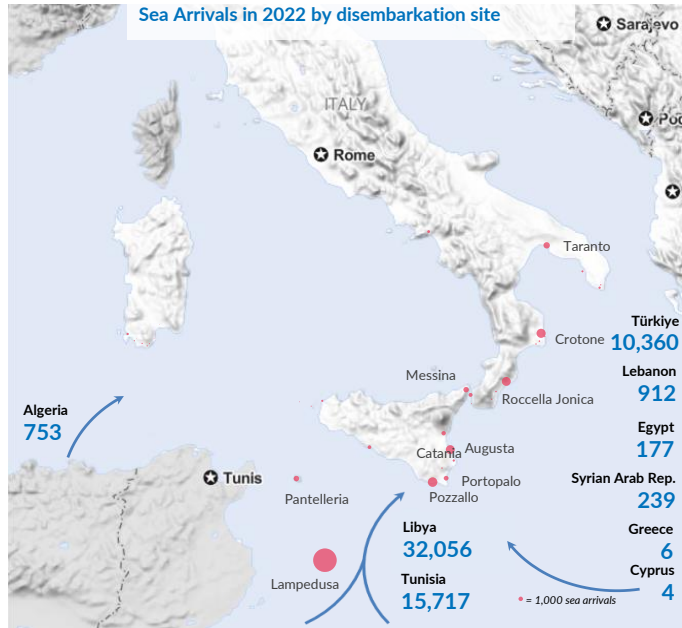 Sea Arrivals in 2022 by disembarkation site
Sarajevo
ITALY
Rome
Taranto
Türkiye
Crotone
10,360
Messina
Lebanon
912
Roccella Jonica
Algeria
753
Egypt
177
Catania
Augusta
Tunis
Syrian Arab Rep.
239
Pantelleria
Portopalo
Pozzallo
Libya
32,056
Greece
6
Lampedusa
Tunisia
15,717
Cyprus
4
= 1,000 sea arrivals